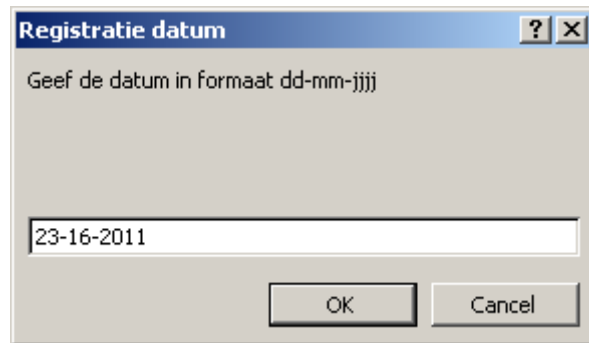 Registratie datum
Geef de datum in formaat dd-mm-jjjj
23-16-2011
OK Cancel